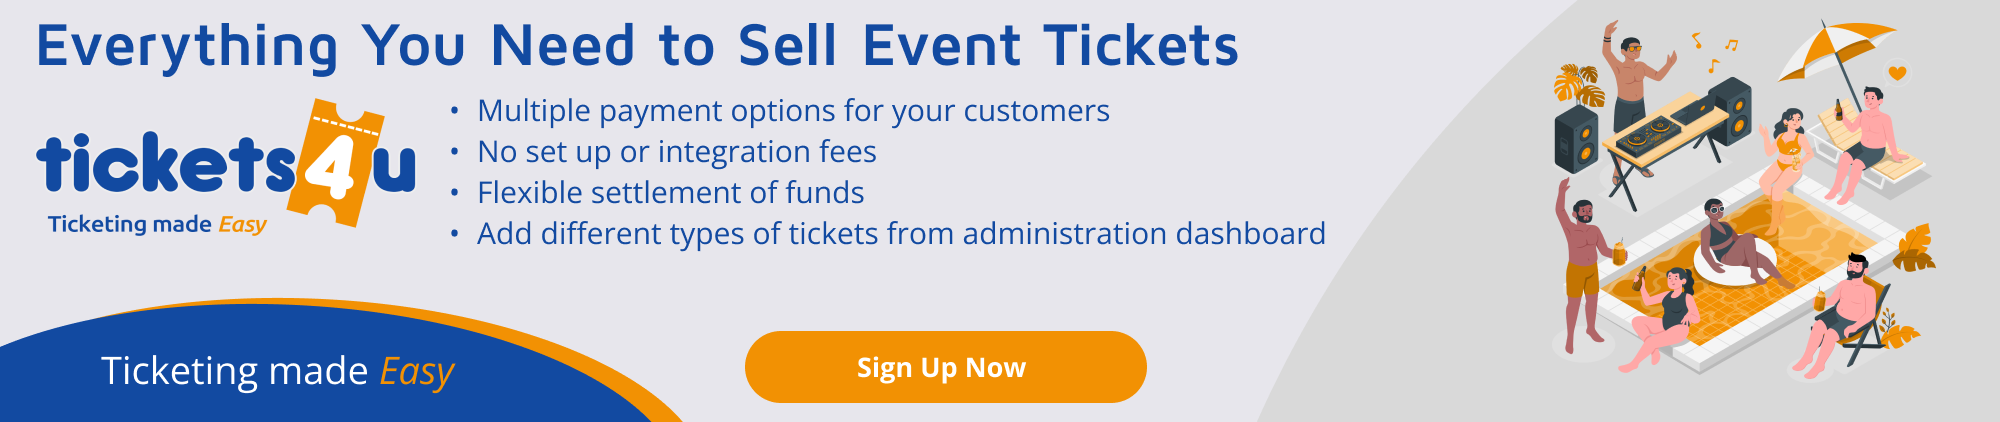 Everything You Need to Sell Event Tickets
tickets4u
Ticketing made Easy
• Multiple payment options for your customers
• No set up or integration fees
• Flexible settlement of funds
• Add different types of tickets from administration dashboard
Ticketing made Easy
Sign Up Now